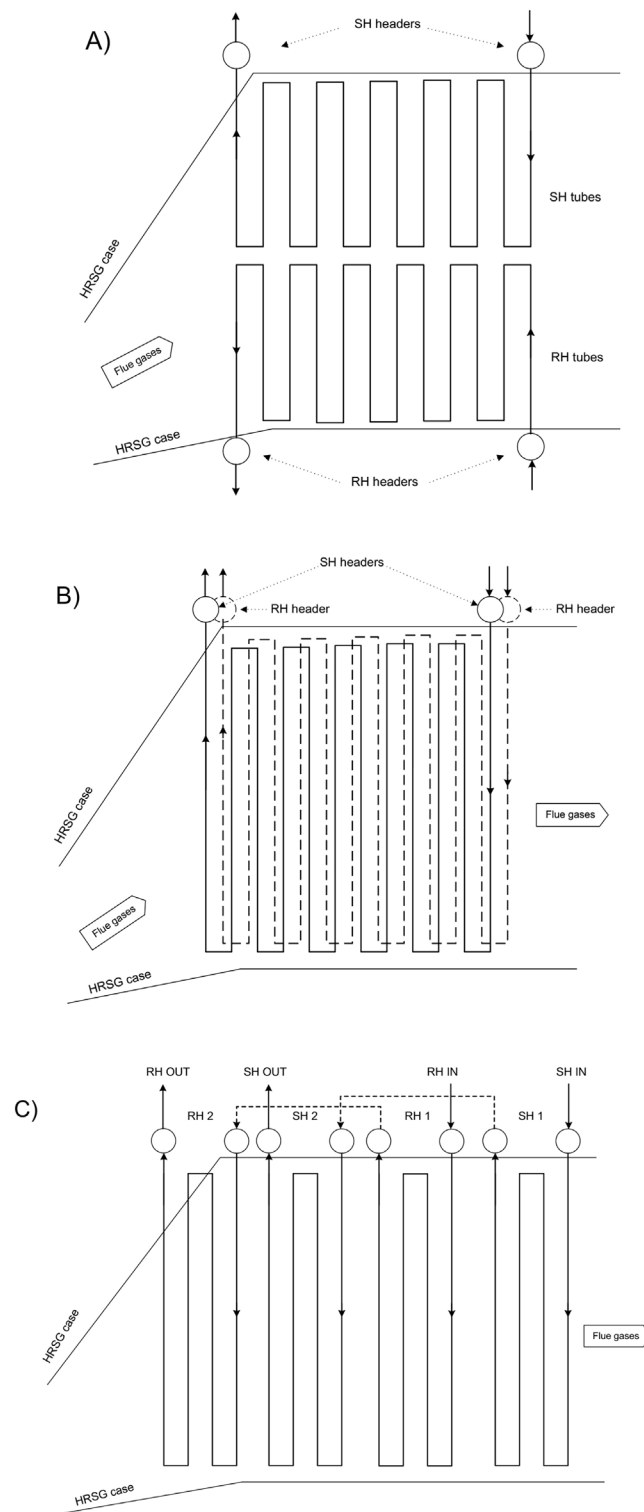 A)
SH headers
SH tubes
HRSG case
Flue gases
RH tubes
HRSG case
RH headers
B)
SH headers
RH header
RH header
HRSG case
Flue gases
Flue gases
HRSG case
RH OUT
SH OUT
RH IN
SH IN
C)
RH 2
SH 2
RH 1
SH 1
HRSG case
Flue gases
HRSG case